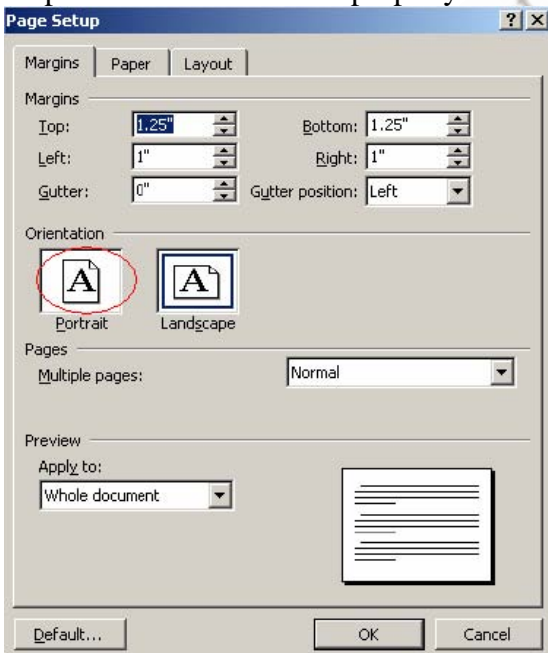 Page Setup ? X
Margins Paper Layout
Margins
Top: 1.25" Bottom: 1.25"
Left: 1" Right: 1"
Gutter: 0" Gutter position: Left
Orientation
A A
Portrait Landscape
Pages
Multiple pages: Normal
Preview
Apply to:
Whole document
Default... OK Cancel